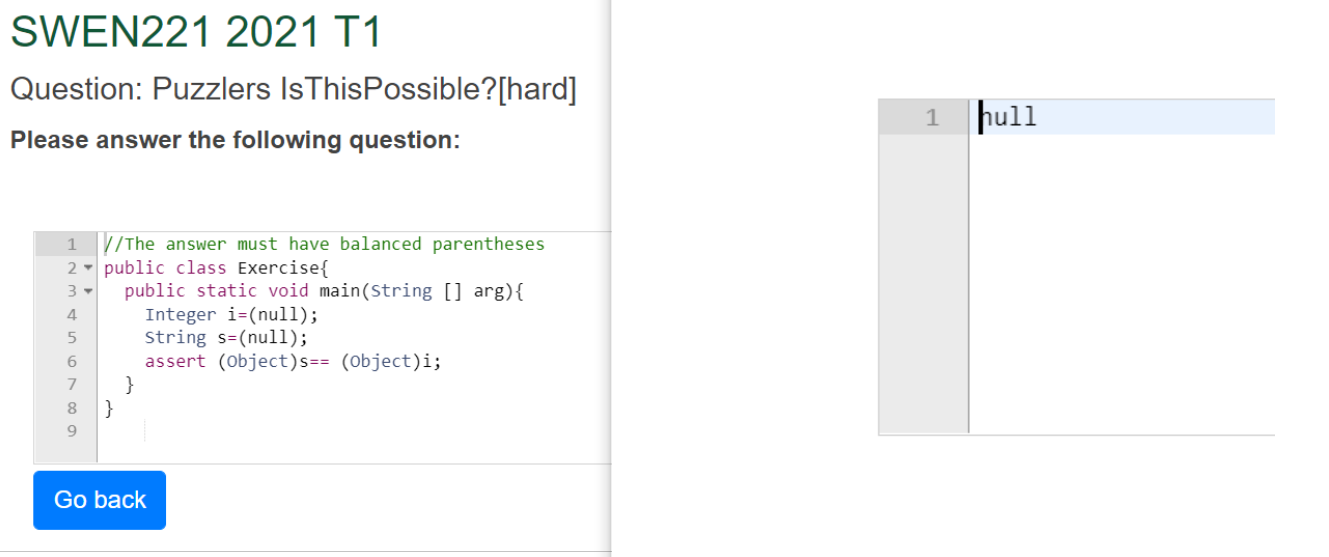 SWEN221 2021 T1
Question: Puzzlers IsThisPossible?[hard]
Please answer the following question:
1 //The answer must have balanced parentheses
2 public class Exercise{
3 public static void main(String [] arg){
4 Integer i=(null);
5 String s=(null);
6 assert (Object)s== (Object)i;
7 }
8 }
9
Go back
1 null